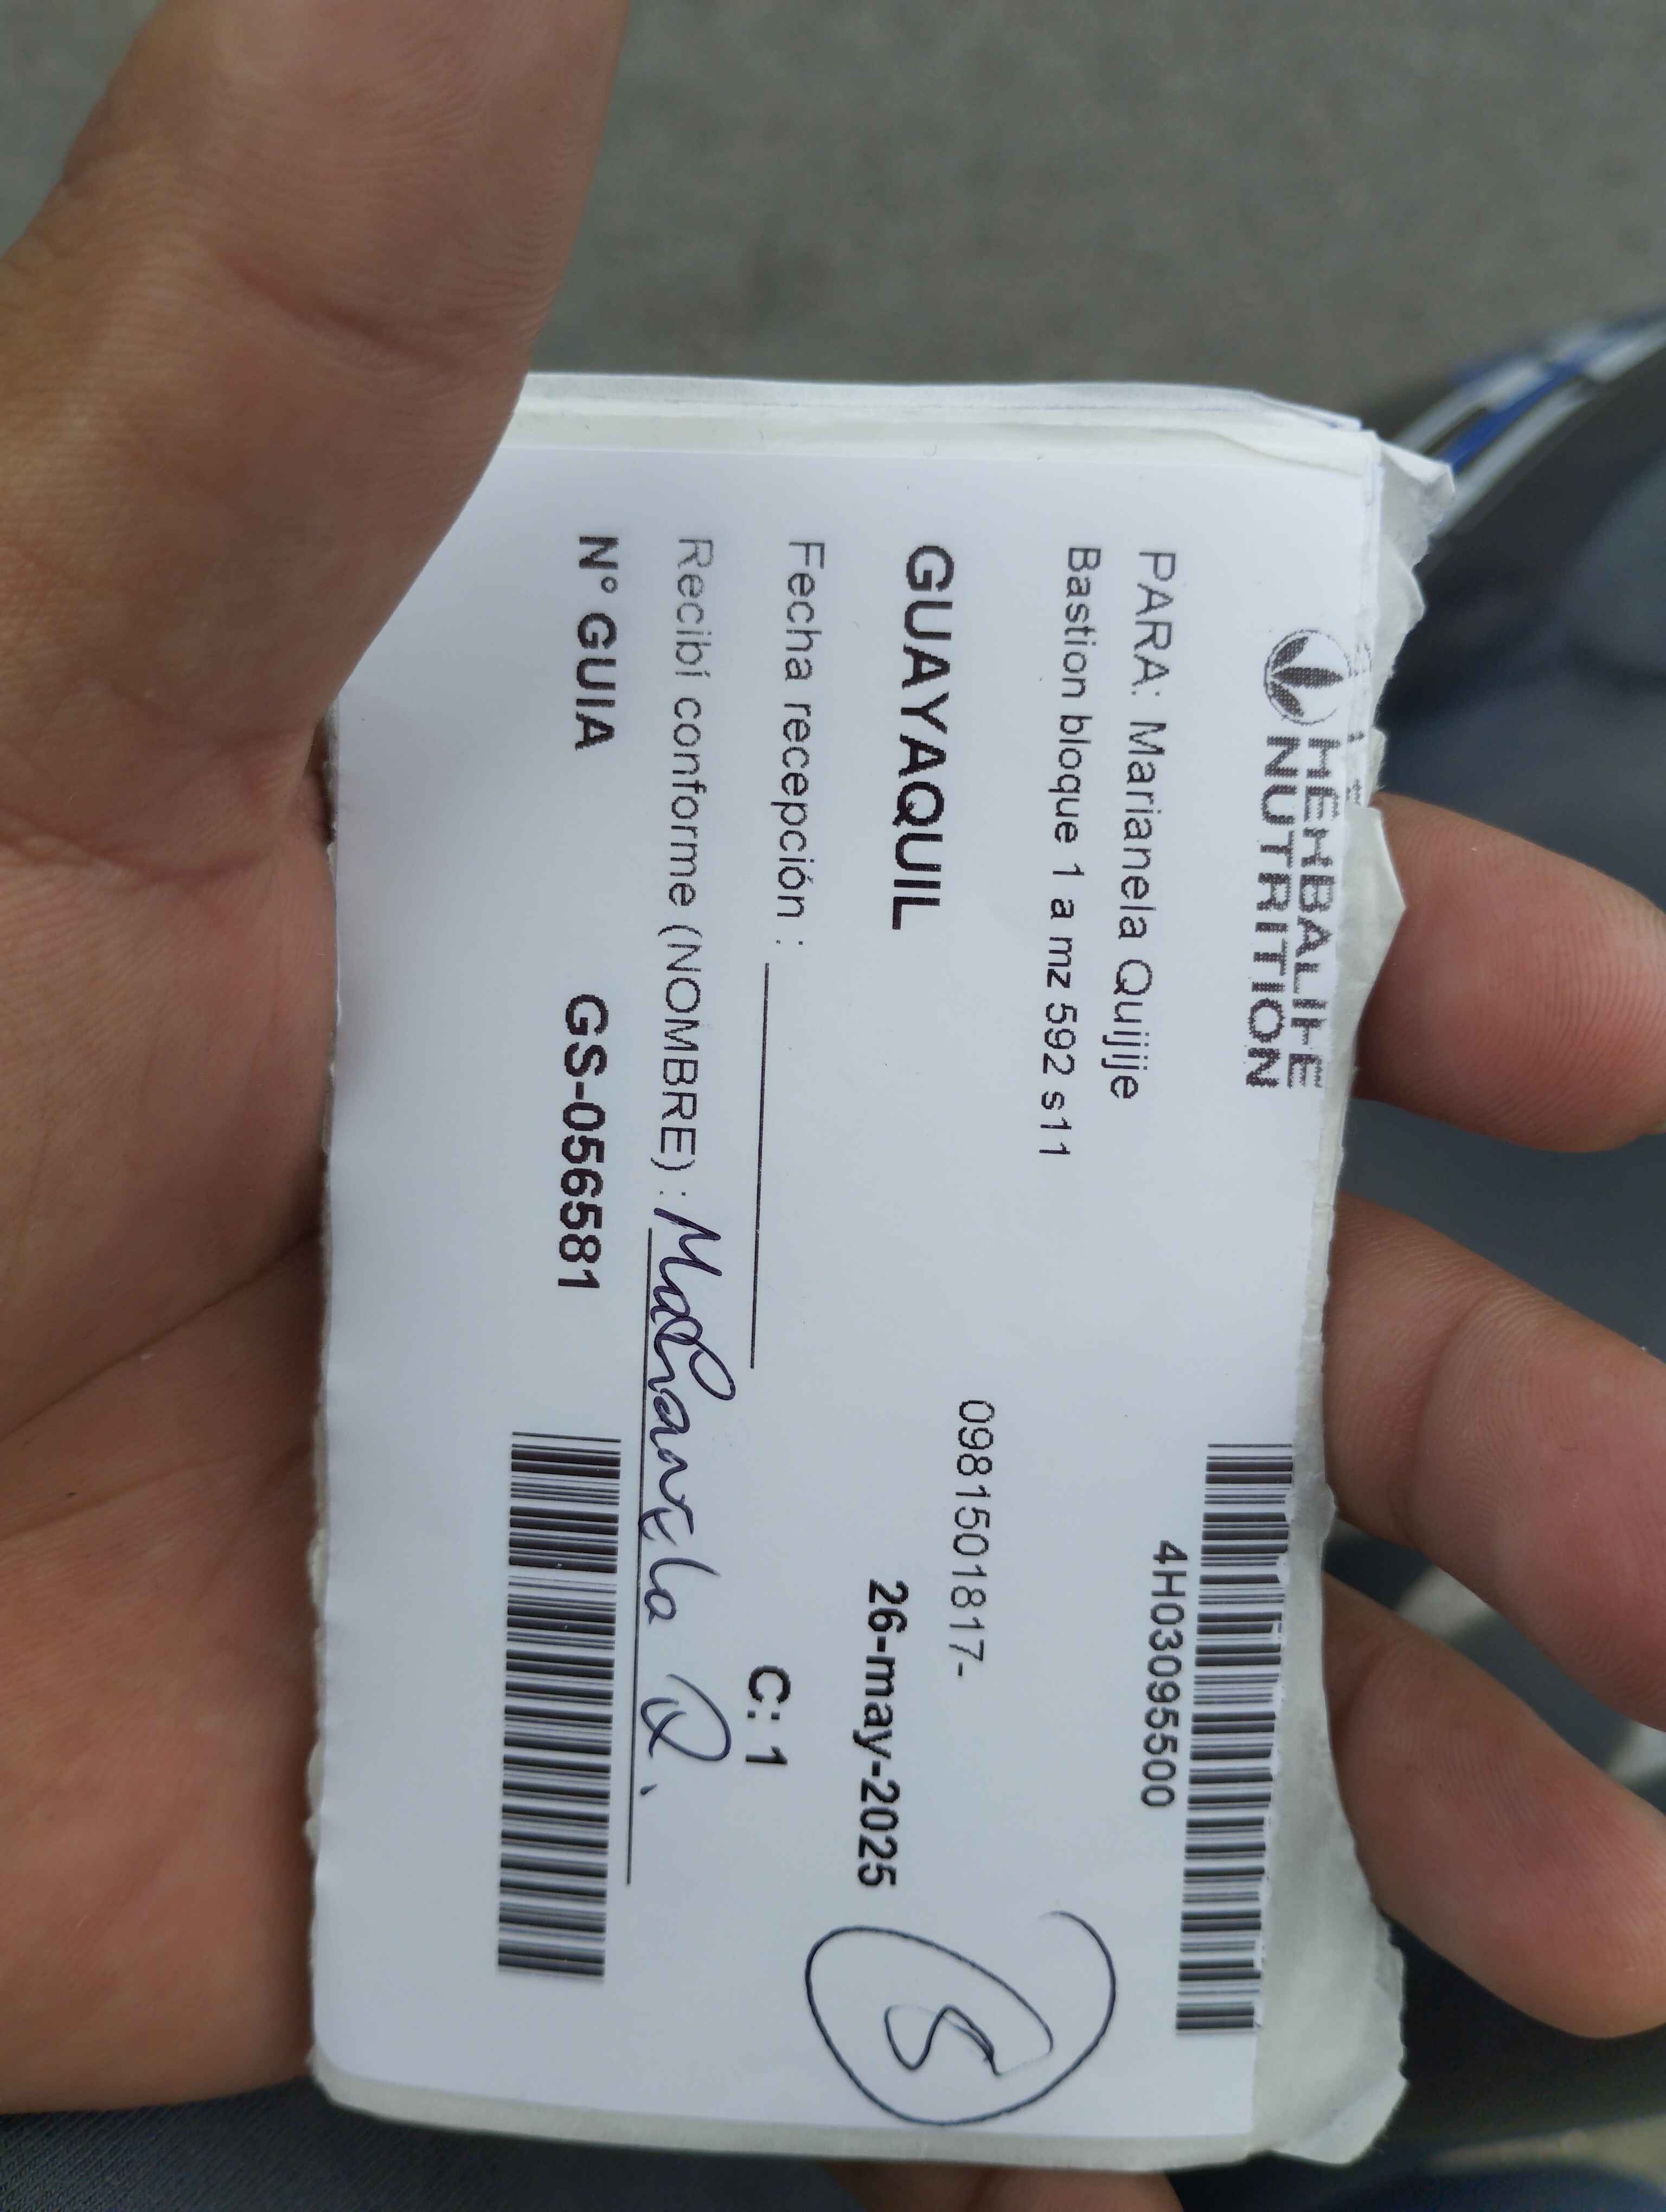 HERBALIFE
NUTRITION
4H03095500
PARA: Marianela Quijije
Bastion bloque 1 a mz 592 s11
0981501817-
GUAYAQUIL
26-may-2025
Fecha recepción :
C: 1
Recibí conforme (NOMBRE) : Marianela Q.
N° GUIA GS-056581